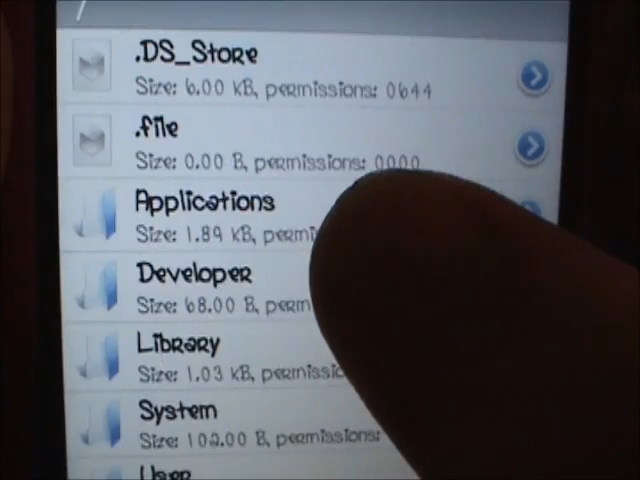 /
.DS_Store
Size: 6.00 kB, permissions: 0644
.file
Size: 0.00 B, permissions: 0000
Applications
Size: 1.89 kB, permi
Developer
Size: 68.00 B, perm
Library
Size: 1.03 kB, permissio
System
Size: 102.00 B, permissions:
User